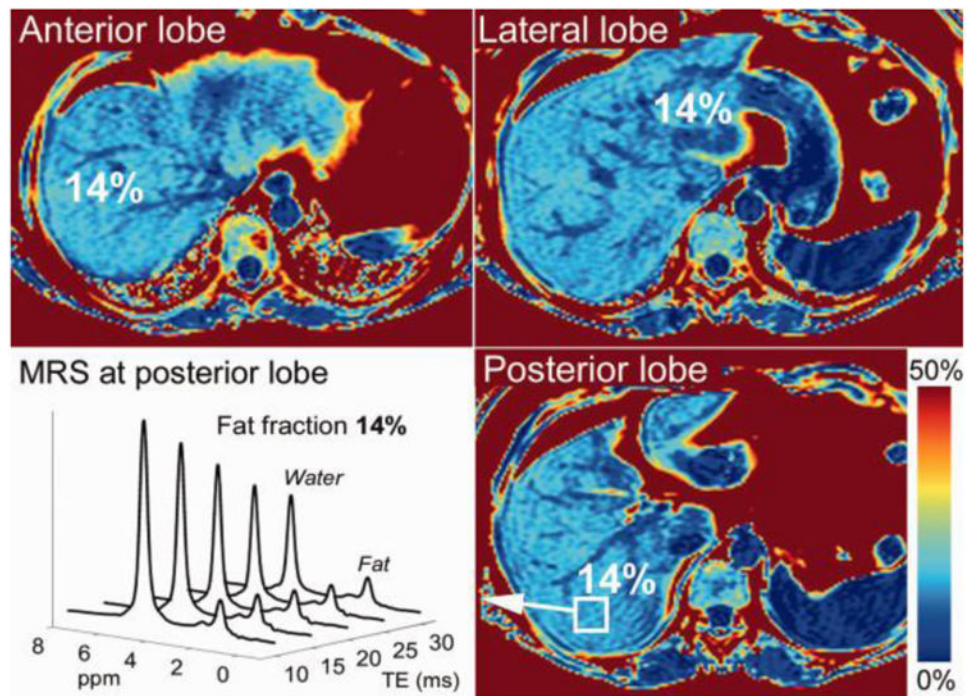 Anterior lobe
14%
Lateral lobe
14%
MRS at posterior lobe
Fat fraction 14%
Water
Fat
8
6
4
2
0
ppm
10
15
20
25
30
TE (ms)
Posterior lobe
14%
50%
0%